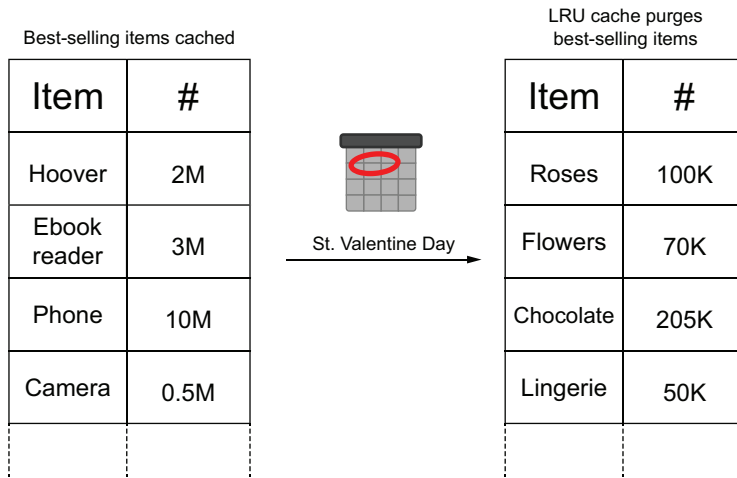 Best-selling items cached
Item #
Hoover 2M
Ebook
reader 3M
Phone 10M
Camera 0.5M
St. Valentine Day
LRU cache purges
best-selling items
Item #
Roses 100K
Flowers 70K
Chocolate 205K
Lingerie 50K